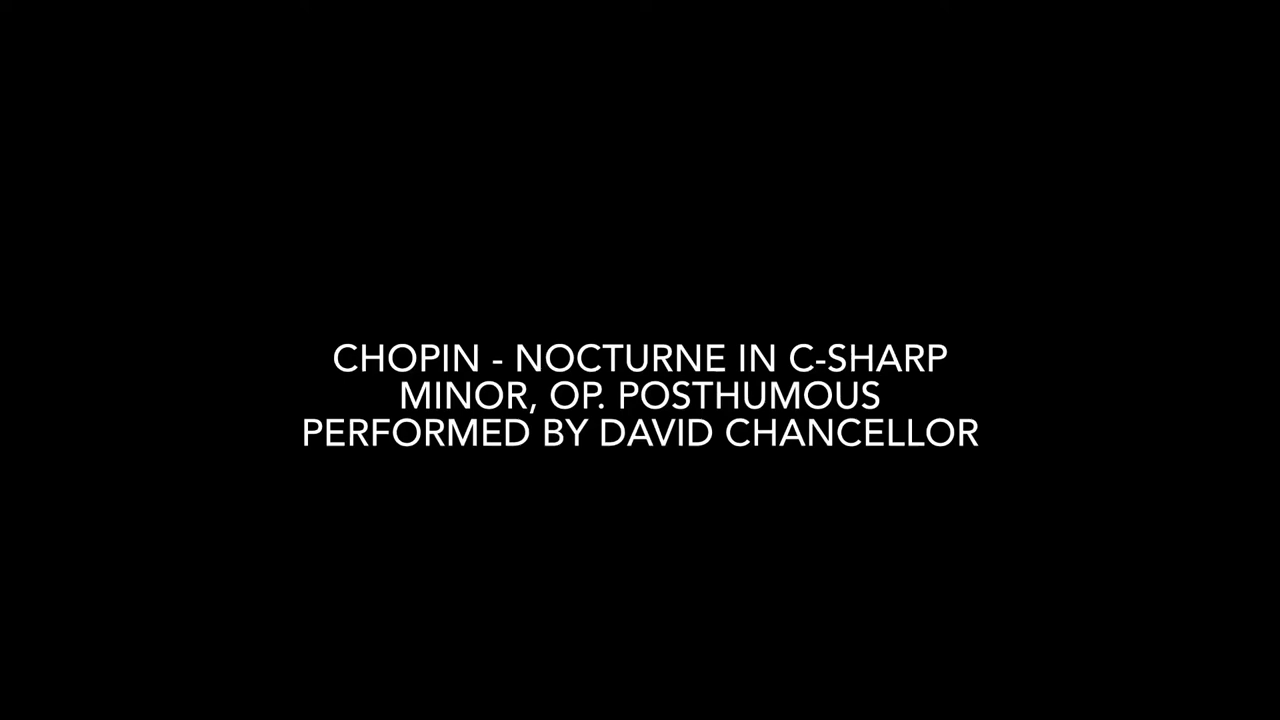 CHOPIN - NOCTURNE IN C-SHARP
MINOR, OP. POSTHUMOUS
PERFORMED BY DAVID CHANCELLOR